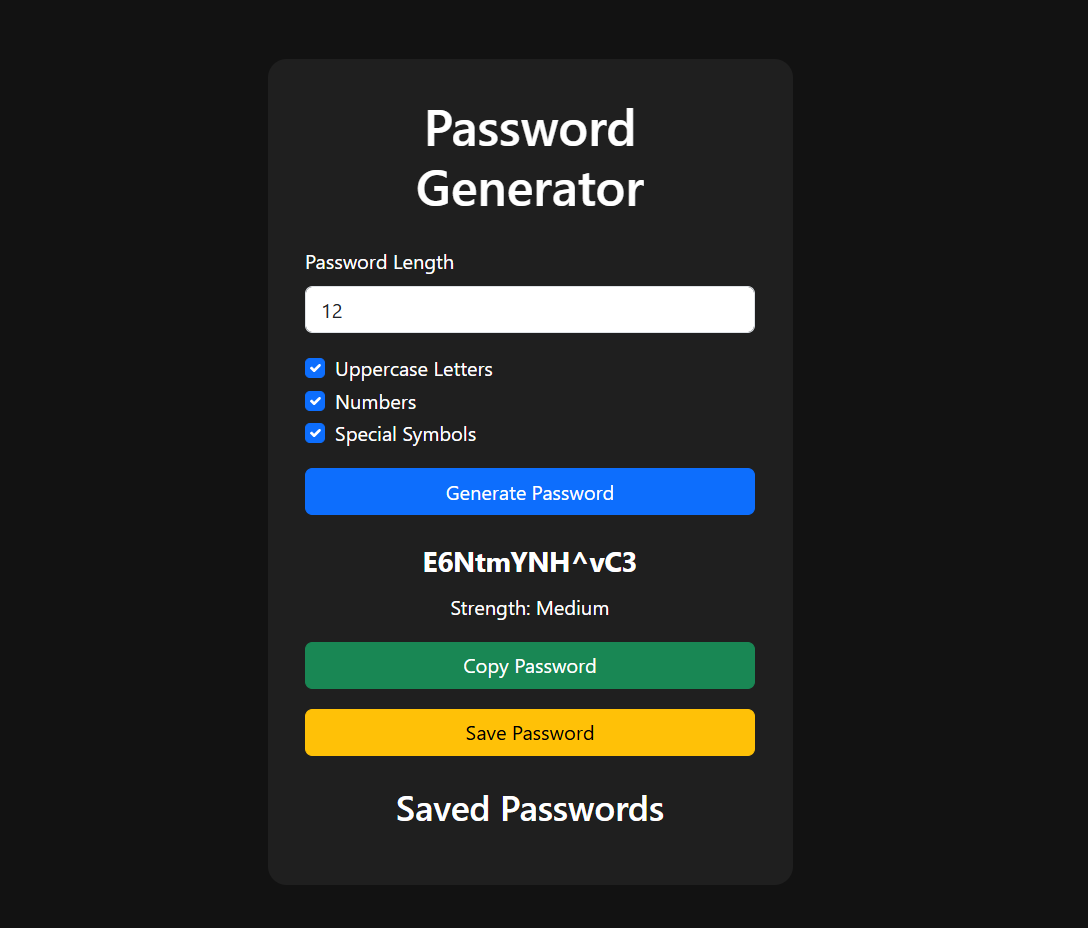 Password
Generator
Password Length
12
Uppercase Letters
Numbers
Special Symbols
Generate Password
E6NtmYNH^vC3
Strength: Medium
Copy Password
Save Password
Saved Passwords